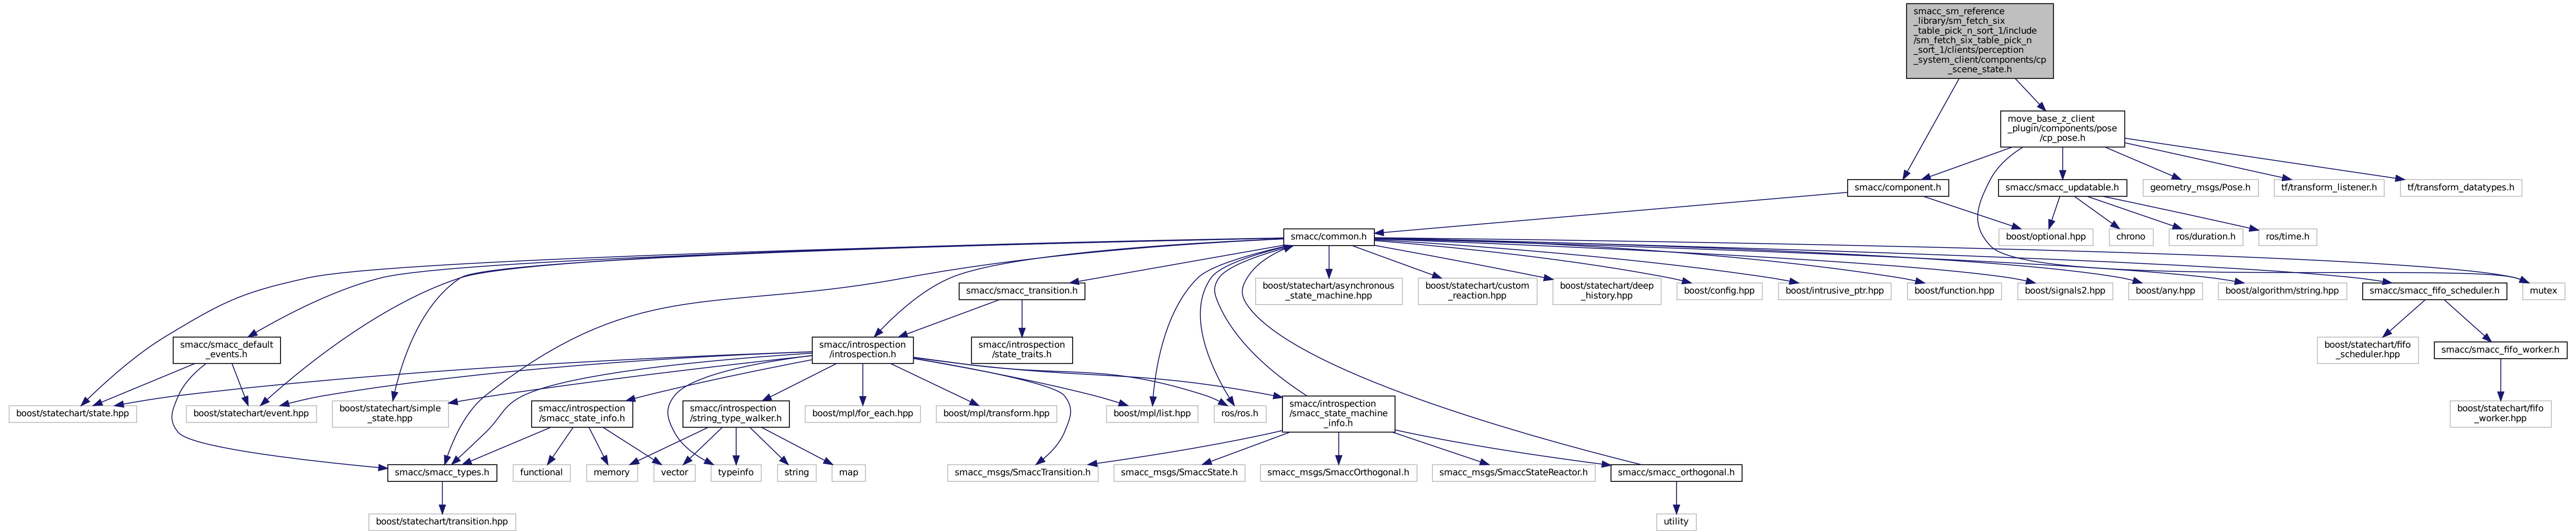 smacc_sm_reference
_library/sm_fetch_six
_table_pick_n_sort_1/include
/sm_fetch_six_table_pick_n
_sort_1/clients/perception
_system_client/components/cp
_scene_state.h
move_base_z_client
_plugin/components/pose
/cp_pose.h
smacc/component.h
smacc/smacc_updatable.h
geometry_msgs/Pose.h
tf/transform_listener.h
tf/transform_datatypes.h
smacc/common.h
boost/optional.hpp
chrono
ros/duration.h
ros/time.h
smacc/smacc_transition.h
boost/statechart/asynchronous
_state_machine.hpp
boost/statechart/custom
_reaction.hpp
boost/statechart/deep
_history.hpp
boost/config.hpp
boost/intrusive_ptr.hpp
boost/function.hpp
boost/signals2.hpp
boost/any.hpp
boost/algorithm/string.hpp
smacc/smacc_fifo_scheduler.h
mutex
smacc/smacc_default
_events.h
smacc/introspection
/introspection.h
smacc/introspection
/state_traits.h
boost/statechart/fifo
_scheduler.hpp
smacc/smacc_fifo_worker.h
boost/statechart/state.hpp
boost/statechart/event.hpp
boost/statechart/simple
_state.hpp
smacc/introspection
/smacc_state_info.h
smacc/introspection
/string_type_walker.h
boost/mpl/for_each.hpp
boost/mpl/transform.hpp
boost/mpl/list.hpp
ros/ros.h
smacc/introspection
/smacc_state_machine
_info.h
boost/statechart/fifo
_worker.hpp
smacc/smacc_types.h
functional
memory
vector
typeinfo
string
map
smacc_msgs/SmaccTransition.h
smacc_msgs/SmaccState.h
smacc_msgs/SmaccOrthogonal.h
smacc_msgs/SmaccStateReactor.h
smacc/smacc_orthogonal.h
boost/statechart/transition.hpp
utility